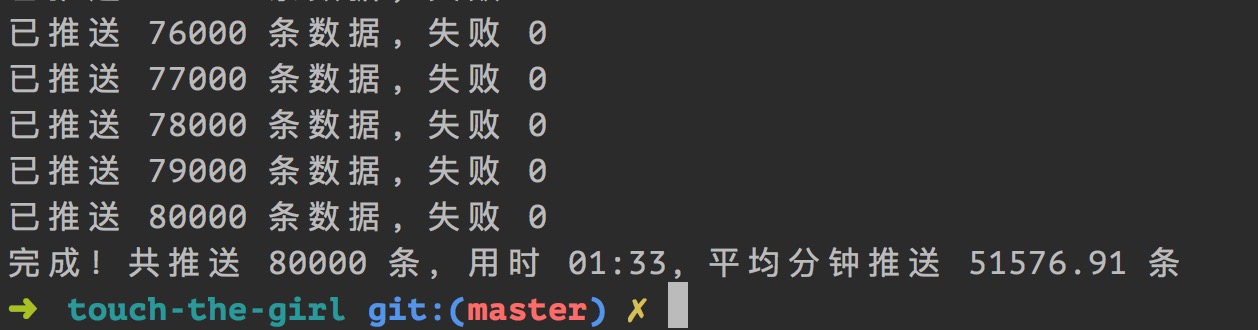 已推送 76000 条数据，失败 0
已推送 77000 条数据，失败 0
已推送 78000 条数据，失败 0
已推送 79000 条数据，失败 0
已推送 80000 条数据，失败 0
完成！共推送 80000 条，用时 01:33，平均分钟推送 51576.91 条
➜ touch-the-girl git:(master) ✗